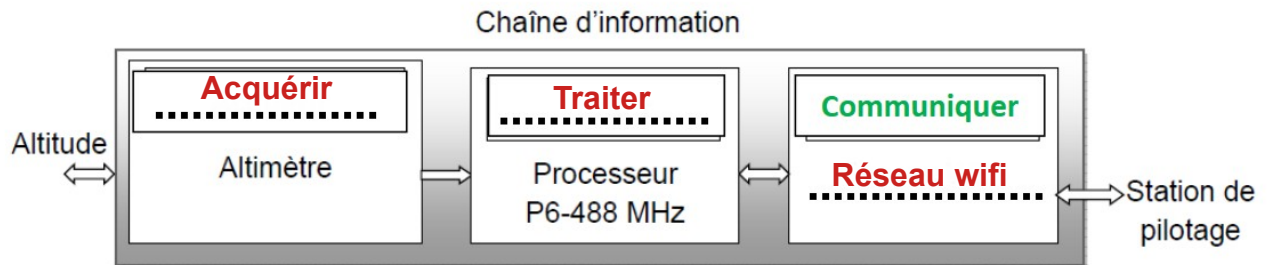 Chaîne d'information
Acquérir
Traiter
Communiquer
Altitude
Altimètre
Processeur
P6-488 MHz
Réseau wifi
Station de
pilotage